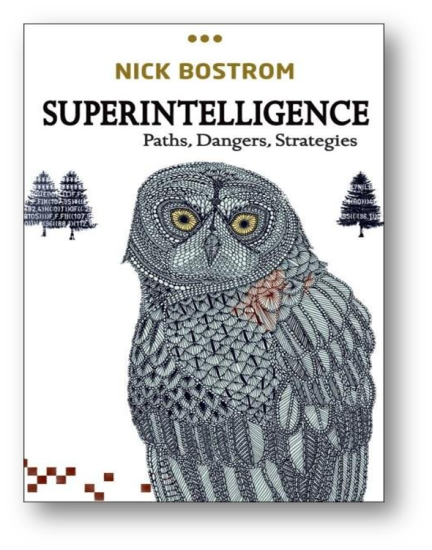 NICK BOSTROM
SUPERINTELLIGENCE
Paths, Dangers, Strategies